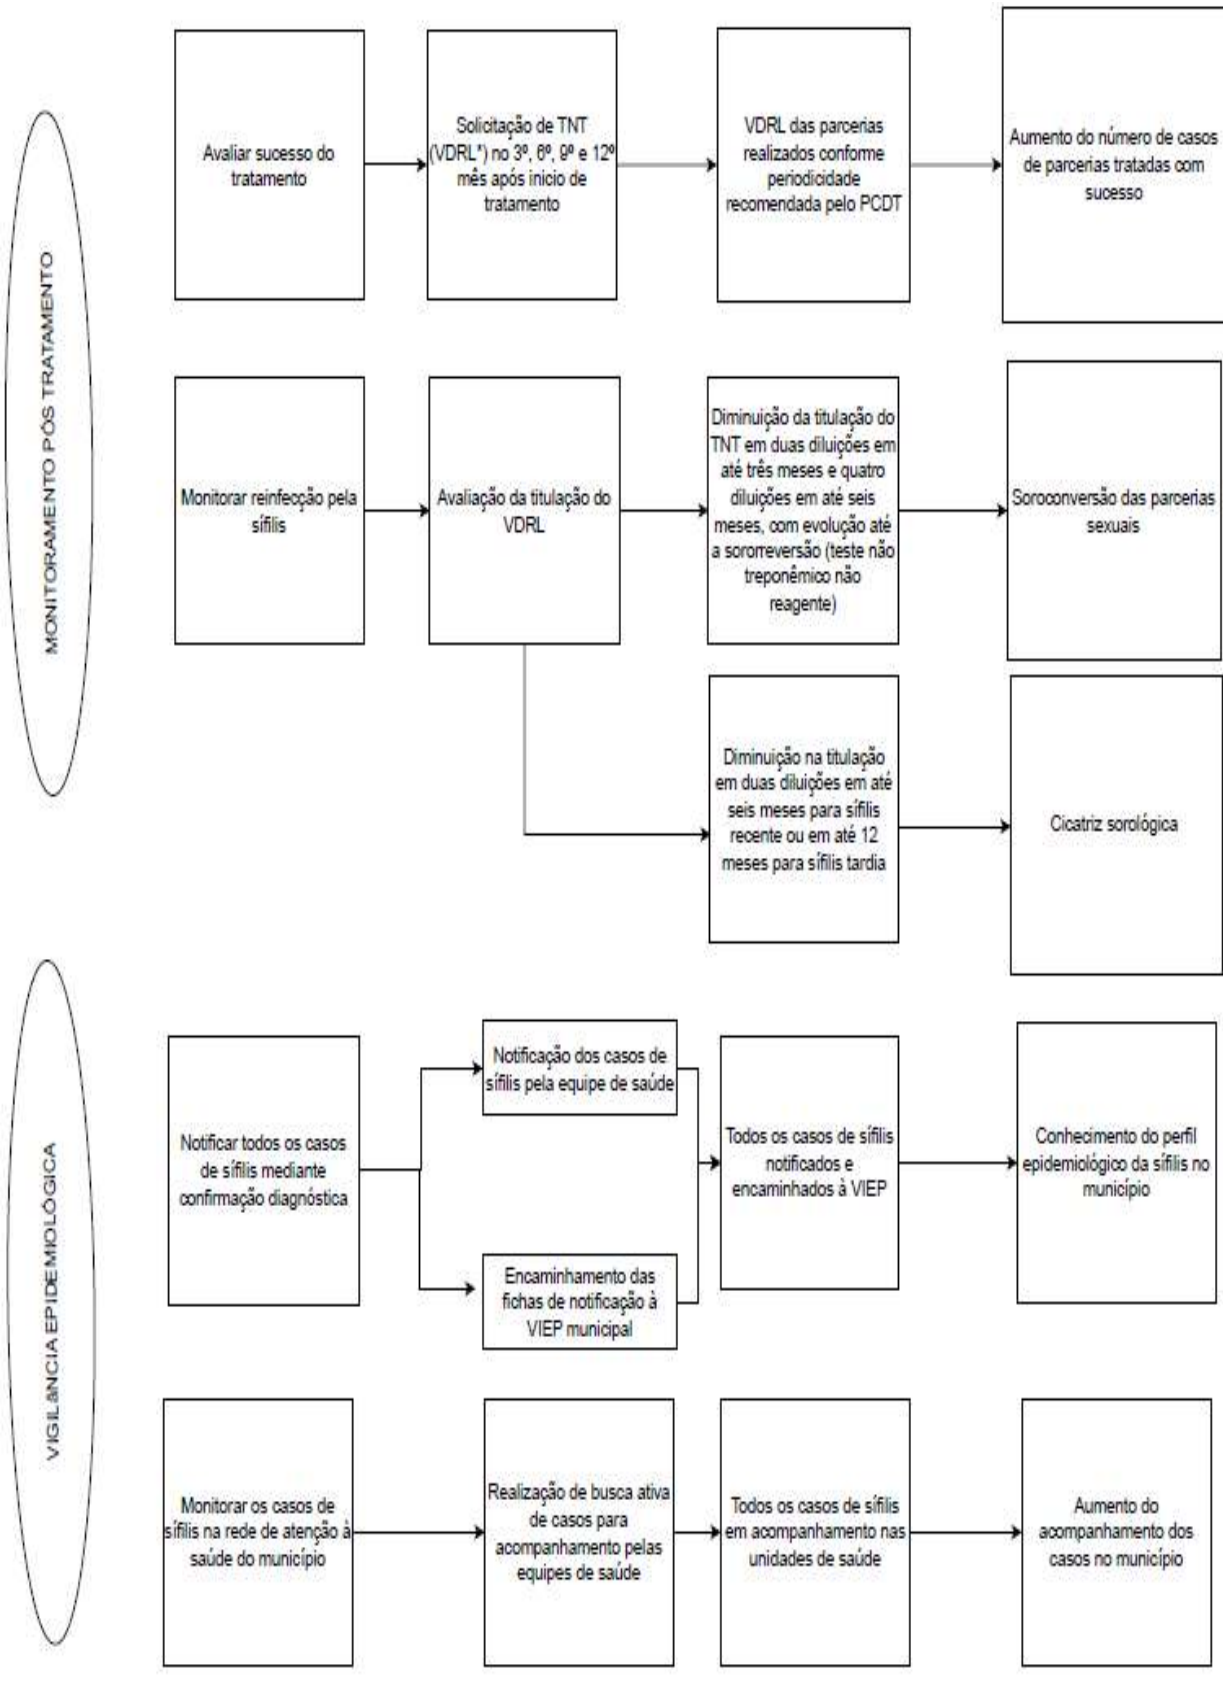 MONITORAMENTO PÓS TRATAMENTO
Avaliar sucesso do
tratamento
Solicitação de TNT
(VDRL*) no 3º, 6º, 9º e 12º
mês após inicio de
tratamento
VDRL das parcerias
realizados conforme
periodicidade
recomendada pelo PCDT
Aumento do número de casos
de parcerias tratadas com
sucesso
Monitorar reinfecção pela
sífilis
Avaliação da titulação do
VDRL
Diminuição da titulação do
TNT em duas diluições em
até três meses e quatro
diluições em até seis
meses, com evolução até
a sororreversão (teste não
treponêmico não
reagente)
Soroconversão das parcerias
sexuais
Diminuição na titulação
em duas diluições em até
seis meses para sífilis
recente ou em até 12
meses para sífilis tardia
Cicatriz sorológica
VIGILâNCIA EPIDEMIOLÓGICA
Notificar todos os casos
de sífilis mediante
confirmação diagnóstica
Notificação dos casos de
sífilis pela equipe de saúde
Encaminhamento das
fichas de notificação à
VIEP municipal
Todos os casos de sífilis
notificados e
encaminhados à VIEP
Conhecimento do perfil
epidemiológico da sífilis no
município
Monitorar os casos de
sífilis na rede de atenção à
saúde do município
Realização de busca ativa
de casos para
acompanhamento pelas
equipes de saúde
Todos os casos de sífilis
em acompanhamento nas
unidades de saúde
Aumento do
acompanhamento dos
casos no município